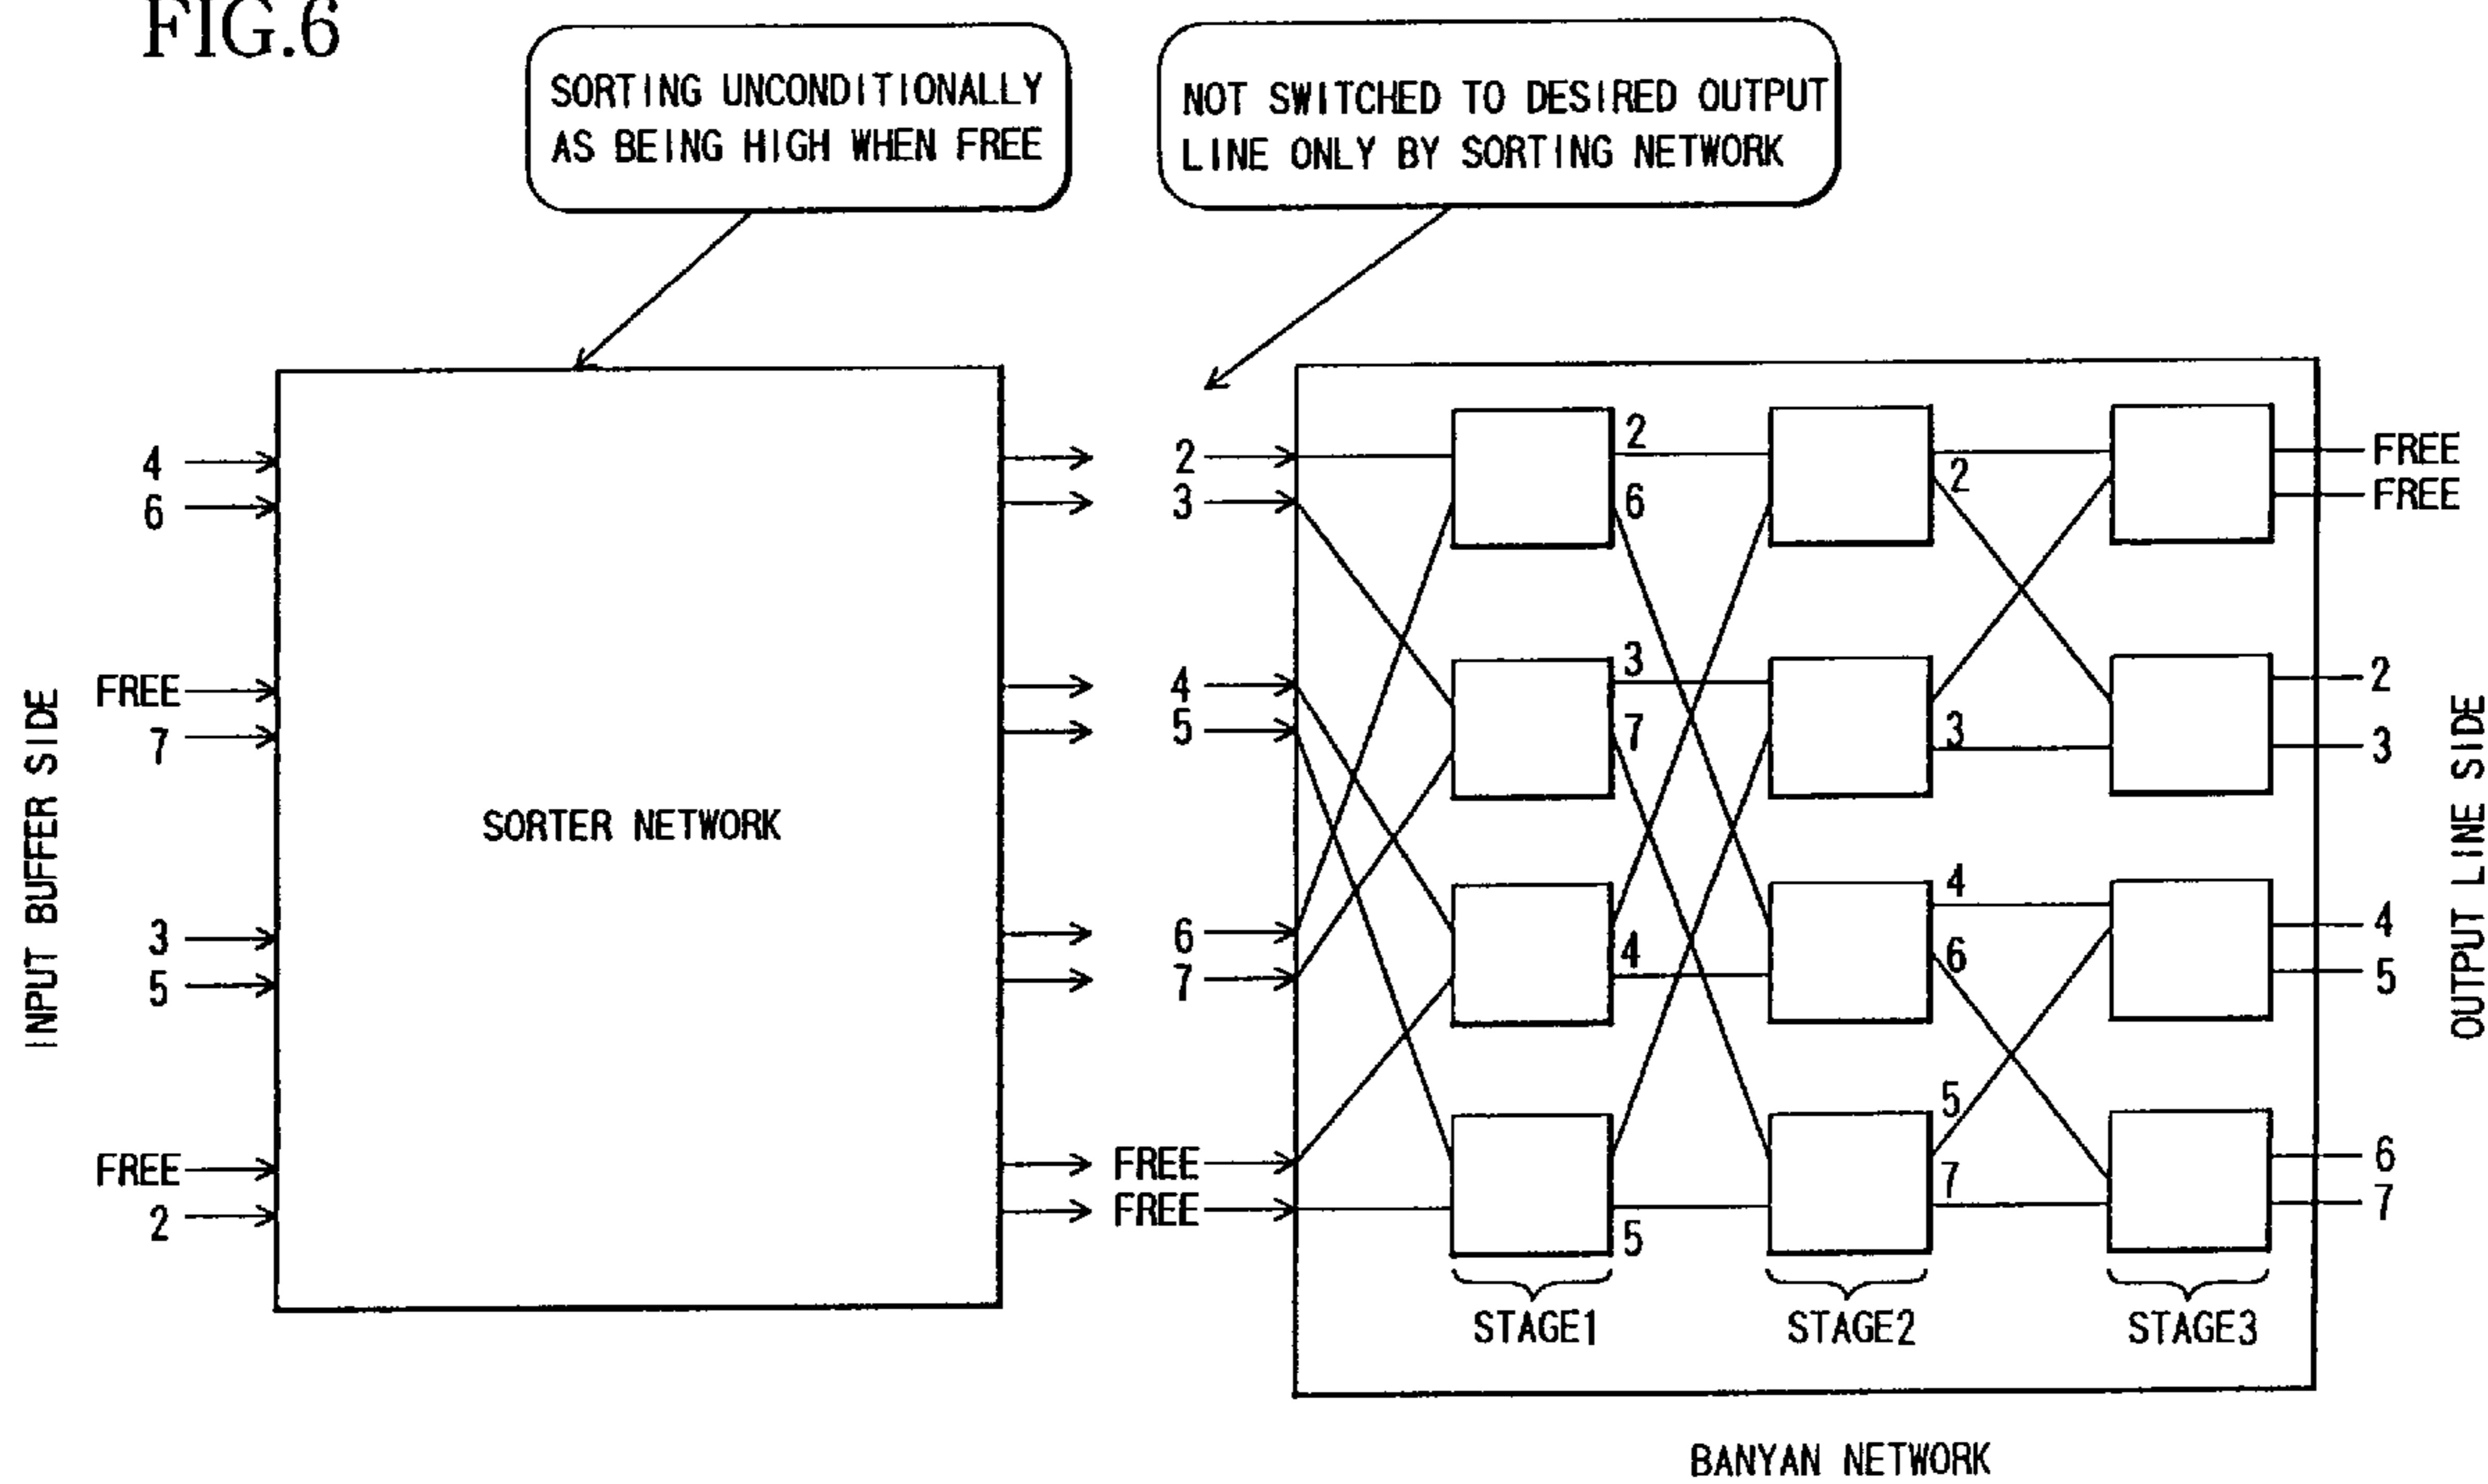 FIG.6
SORTING UNCONDITIONALLY
AS BEING HIGH WHEN FREE
NOT SWITCHED TO DESIRED OUTPUT
LINE ONLY BY SORTING NETWORK
INPUT BUFFER SIDE
4
6
FREE
7
3
5
FREE
2
SORTER NETWORK
2
3
4
5
6
7
FREE
FREE
2
6
3
7
4
5
2
3
4
6
5
7
FREE
FREE
2
3
4
5
6
7
OUTPUT LINE SIDE
STAGE1
STAGE2
STAGE3
BANYAN NETWORK